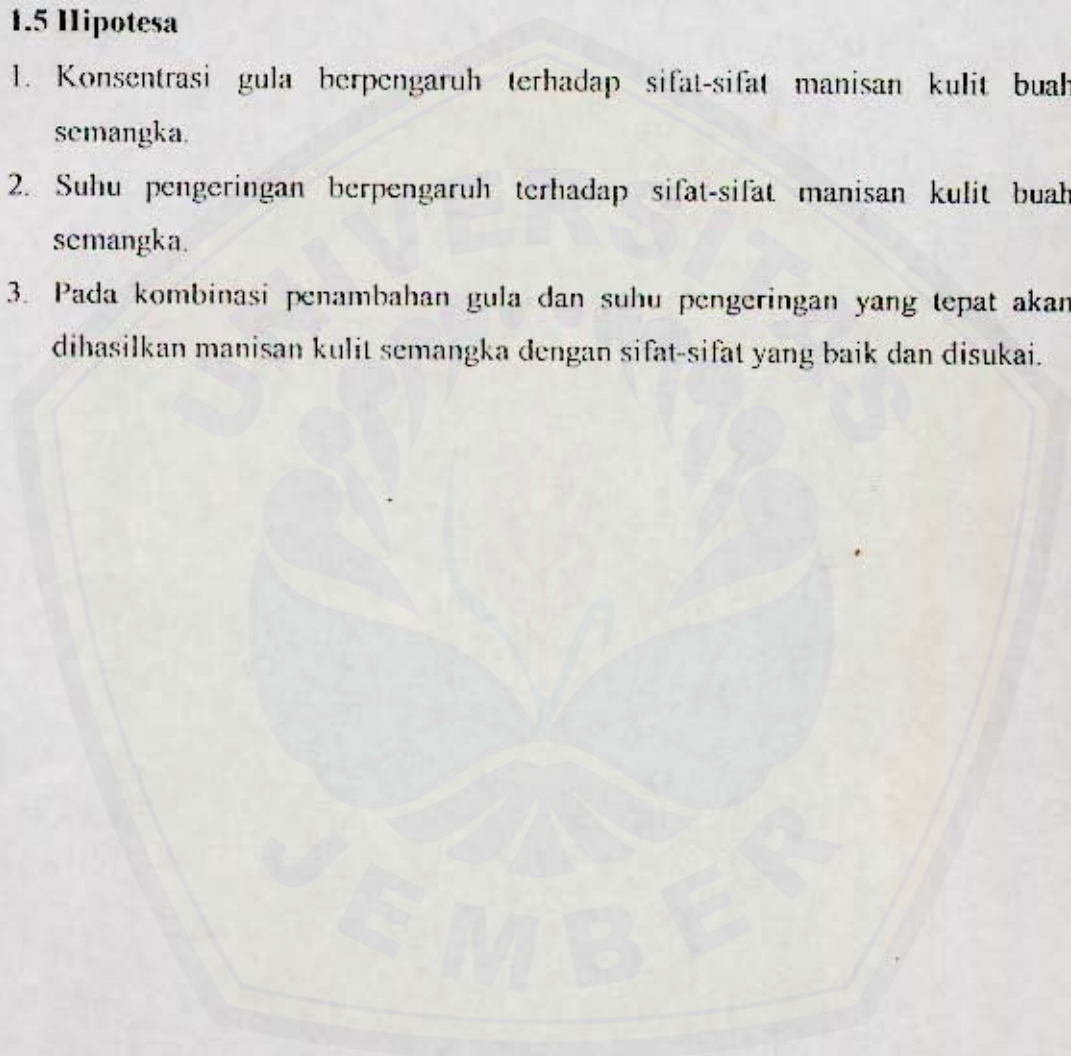 1.5 Hipotesa
1. Konsentrasi gula berpengaruh terhadap sifat-sifat manisan kulit buah
semangka.
2. Suhu pengeringan berpengaruh terhadap sifat-sifat manisan kulit buah
semangka.
3. Pada kombinasi penambahan gula dan suhu pengeringan yang tepat akan
dihasilkan manisan kulit semangka dengan sifat-sifat yang baik dan disukai.
UNIVERSITAS
JEMBER